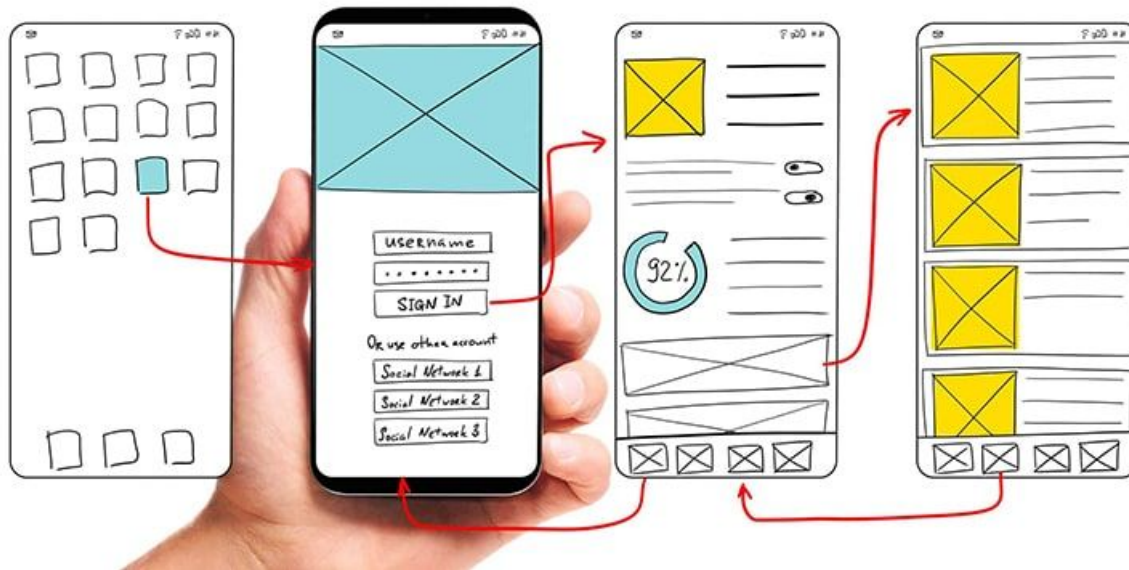 USERNAME
........
SIGN IN
Or use other account
Social Network 1
Social Network 2
Social Network 3
92%